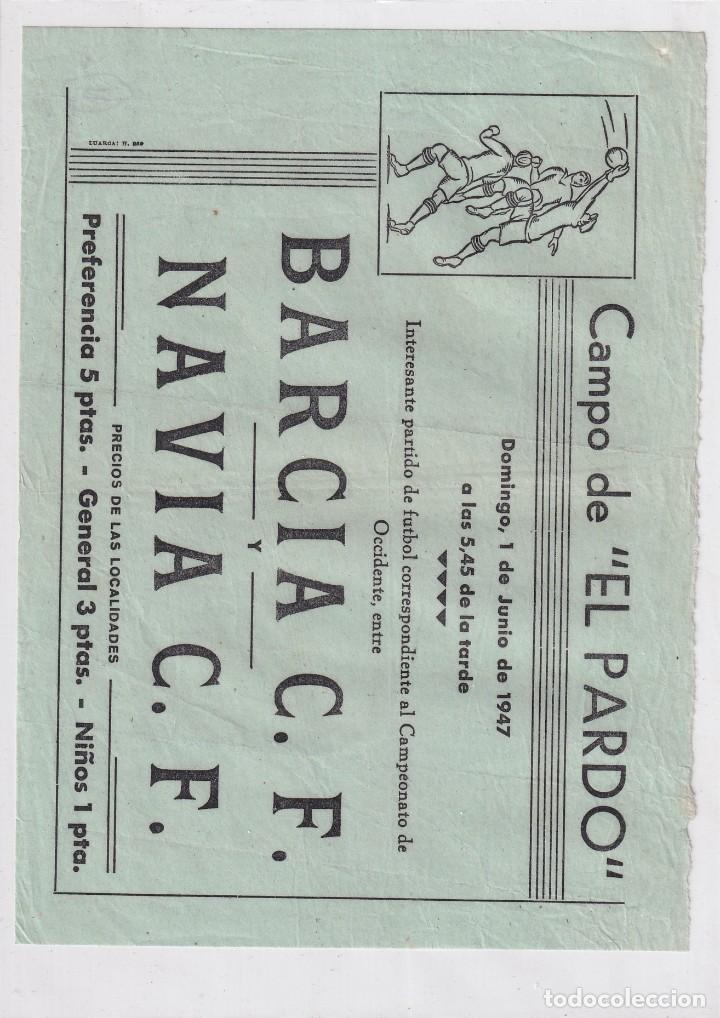 Campo de "EL PARDO"
Domingo, 1 de Junio de 1947
a las 5,45 de la tarde
Interesante partido de futbol correspondiente al Campeonato de
Occidente, entre
BARCIA C. F.
Y
NAVIA C. F.
PRECIOS DE LAS LOCALIDADES
Preferencia 5 ptas. - General 3 ptas. - Niños 1 pta.
todocoleccion.net